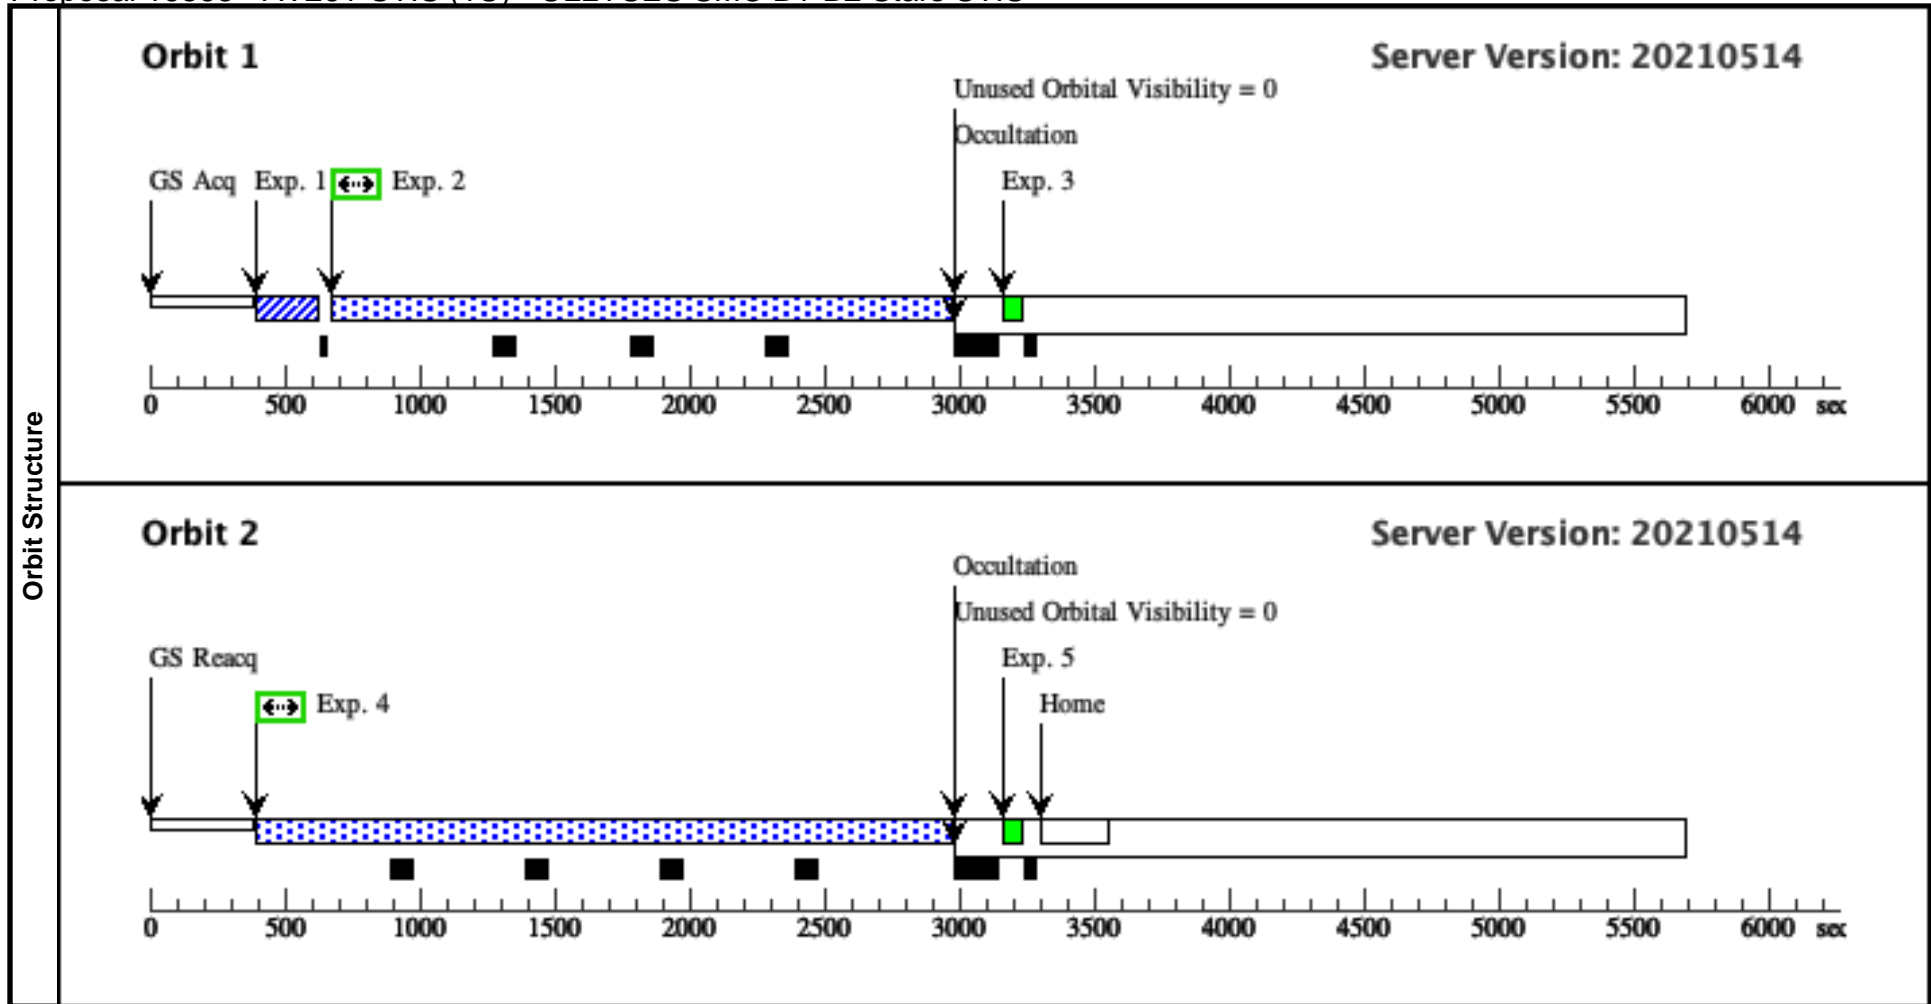 Orbit Structure
Orbit 1 Server Version: 20210514
Unused Orbital Visibility = 0
Occultation
GS Acq Exp. 1 Exp. 2 Exp. 3
0 500 1000 1500 2000 2500 3000 3500 4000 4500 5000 5500 6000 sec
Orbit 2 Server Version: 20210514
Occultation
Unused Orbital Visibility = 0
GS Reacq Exp. 5
Exp. 4 Home
0 500 1000 1500 2000 2500 3000 3500 4000 4500 5000 5500 6000 sec